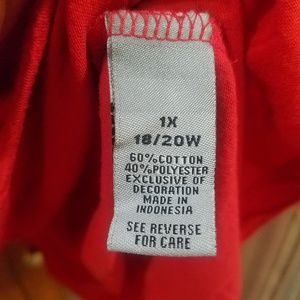 1X
18/20W
60%COTTON
40%POLYESTER
EXCLUSIVE OF
DECORATION
MADE IN
INDONESIA
SEE REVERSE
FOR CARE